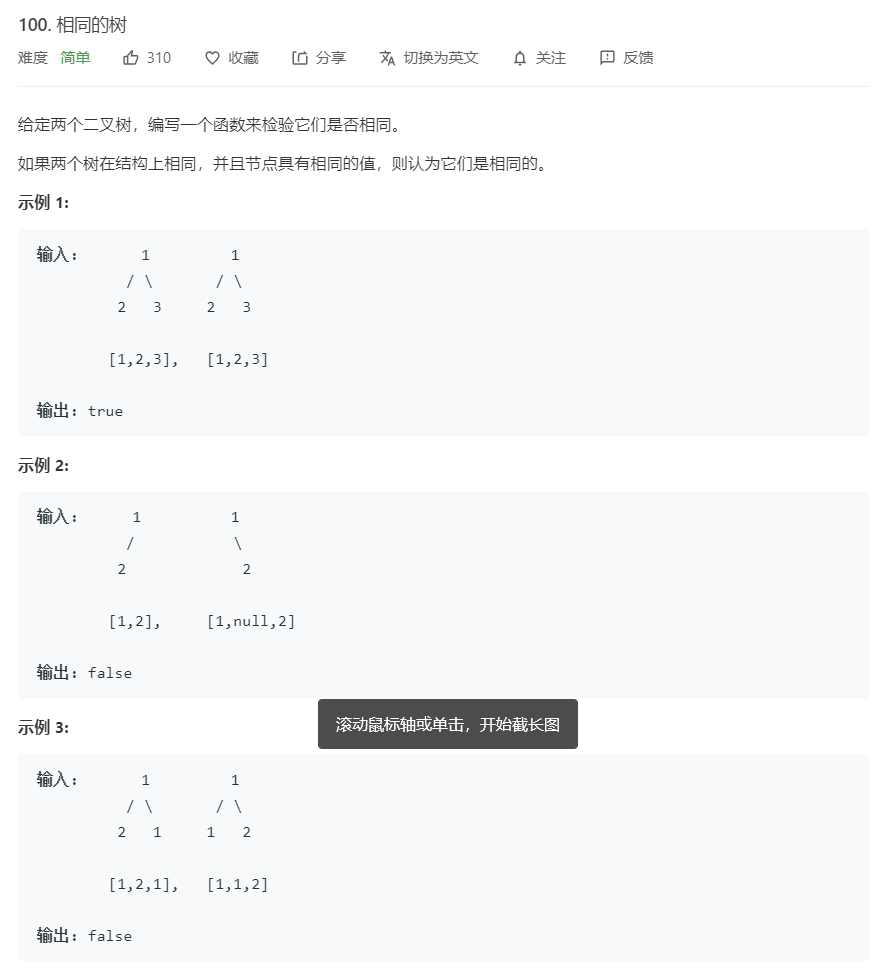 100. 相同的树
难度 简单 310 收藏 分享 切换为英文 关注 反馈
给定两个二叉树，编写一个函数来检验它们是否相同。
如果两个树在结构上相同，并且节点具有相同的值，则认为它们是相同的。
示例 1:
输入:       1         1
          / \       / \
         2   3     2   3
        [1,2,3],   [1,2,3]
输出: true
示例 2:
输入:      1          1
          /           \
         2             2
        [1,2],     [1,null,2]
输出: false
滚动鼠标轴或单击，开始截长图
示例 3:
输入:       1         1
          / \       / \
         2   1     1   2
        [1,2,1],   [1,1,2]
输出: false